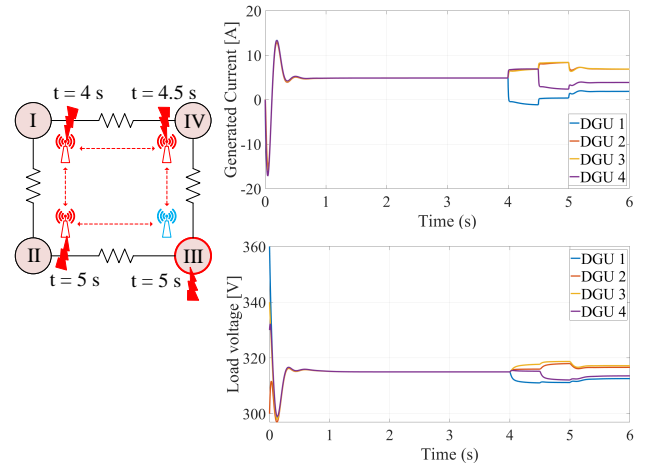 t = 4 s
t = 4.5 s
I
IV
II
III
t = 5 s
t = 5 s
Generated Current [A]
20
10
0
-10
-20
0
1
2
3
4
5
6
Time (s)
DGU 1
DGU 2
DGU 3
DGU 4
Load voltage [V]
360
340
320
300
0
1
2
3
4
5
6
Time (s)
DGU 1
DGU 2
DGU 3
DGU 4